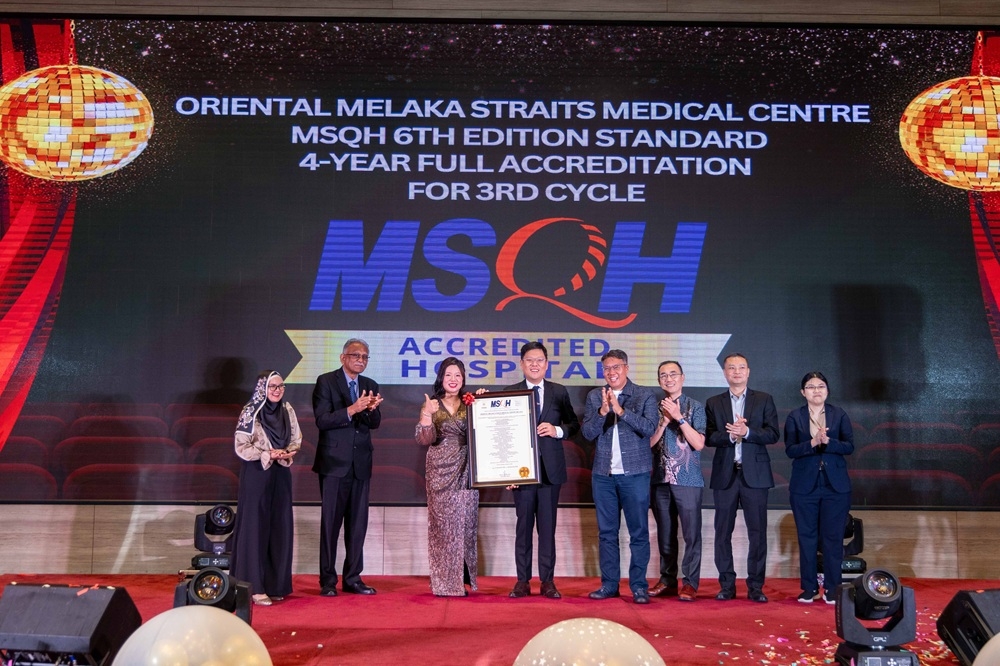 ORIENTAL MELAKA STRAITS MEDICAL CENTRE
MSQH 6TH EDITION STANDARD
4-YEAR FULL ACCREDITATION
FOR 3RD CYCLE
MSQH
ACCREDITED
HOSPITAL
MSQH
GPL